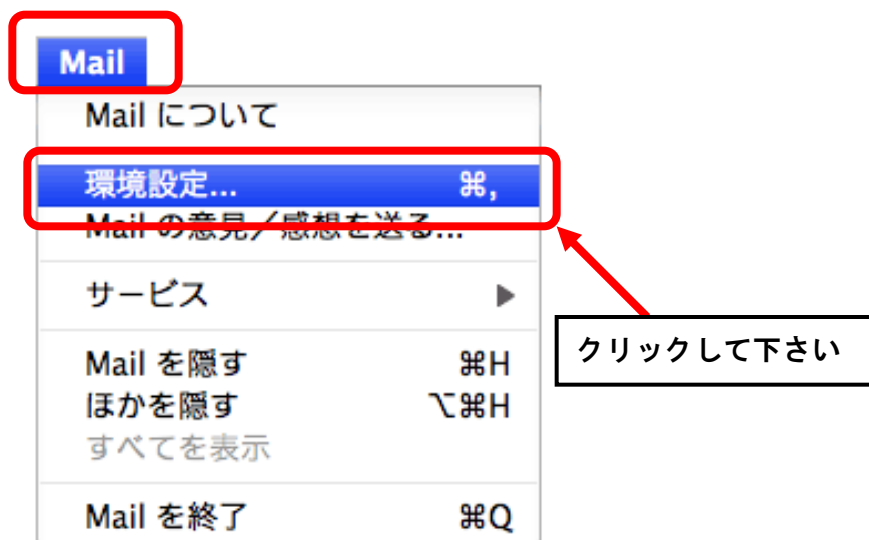 Mail
Mail について
環境設定... ⌘,
Mail の意見／感想を送る...
サービス ▶
Mail を隠す ⌘H
ほかを隠す ⌥⌘H
すべてを表示
Mail を終了 ⌘Q
クリックして下さい